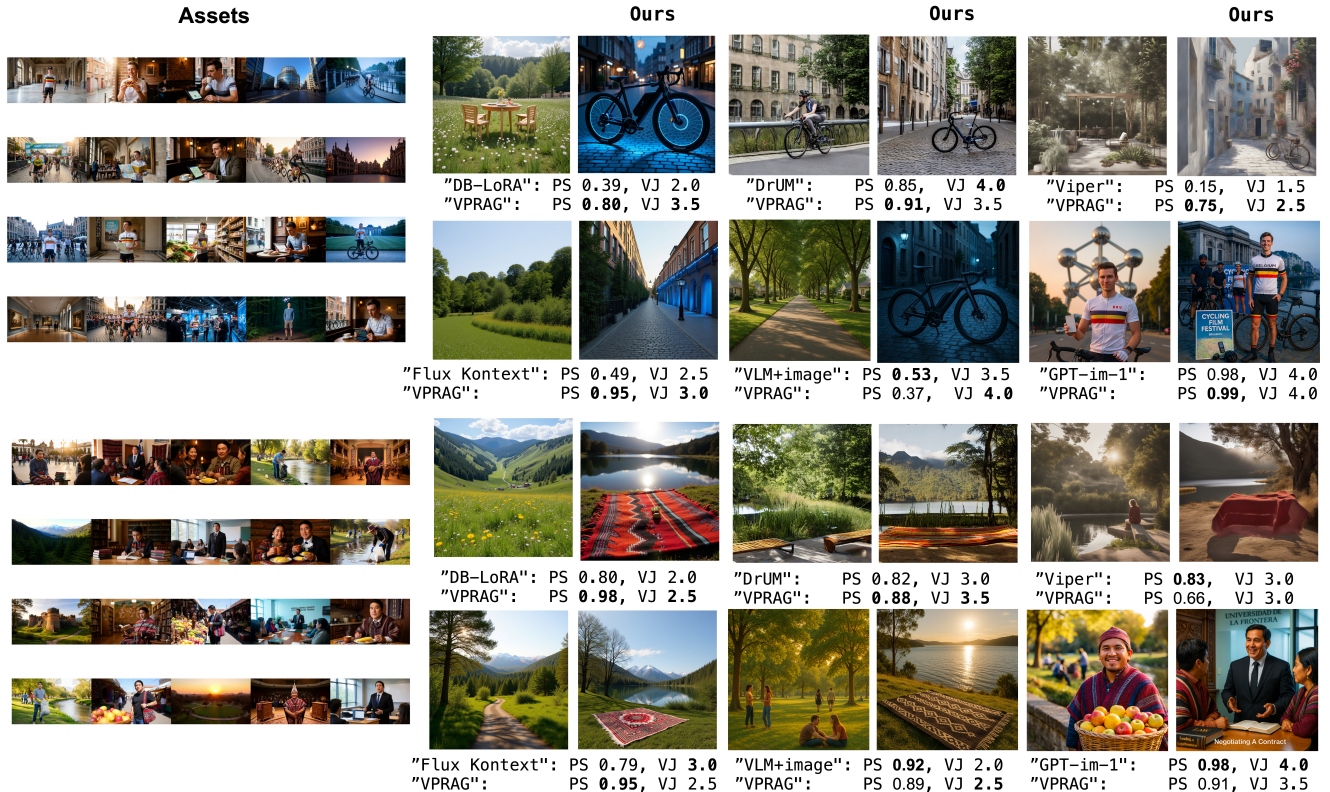 Assets
Ours
Ours
Ours
"DB-LoRA": PS 0.39, VJ 2.0
"VPRAG": PS 0.80, VJ 3.5
"DrUM": PS 0.85, VJ 4.0
"VPRAG": PS 0.91, VJ 3.5
"Viper": PS 0.15, VJ 1.5
"VPRAG": PS 0.75, VJ 2.5
BELGIUM
CYCLING
FILM
FESTIVAL
"Flux Kontext": PS 0.49, VJ 2.5
"VPRAG": PS 0.95, VJ 3.0
"VLM+image": PS 0.53, VJ 3.5
"VPRAG": PS 0.37, VJ 4.0
"GPT-im-1": PS 0.98, VJ 4.0
"VPRAG": PS 0.99, VJ 4.0
"DB-LoRA": PS 0.80, VJ 2.0
"VPRAG": PS 0.98, VJ 2.5
"DrUM": PS 0.82, VJ 3.0
"VPRAG": PS 0.88, VJ 3.5
"Viper": PS 0.83, VJ 3.0
"VPRAG": PS 0.66, VJ 3.0
UNIVERSIDAD DE
LA FRONTERA
Negotiating A Contract
"Flux Kontext": PS 0.79, VJ 3.0
"VPRAG": PS 0.95, VJ 2.5
"VLM+image": PS 0.92, VJ 2.0
"VPRAG": PS 0.89, VJ 2.5
"GPT-im-1": PS 0.98, VJ 4.0
"VPRAG": PS 0.91, VJ 3.5